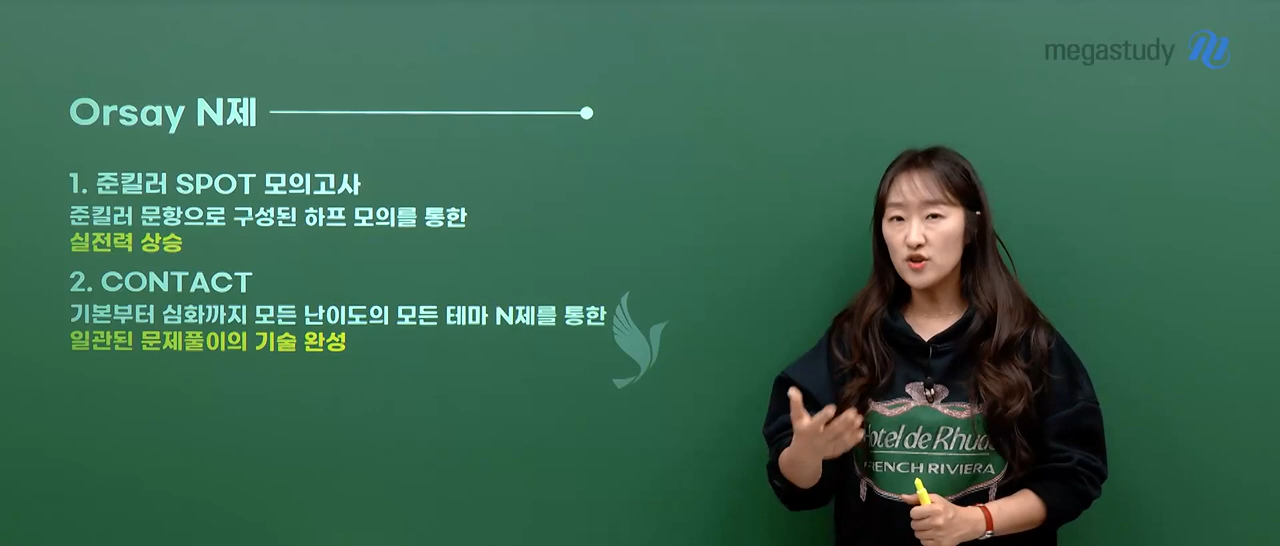 megastudy
Orsay N제
1. 준킬러 SPOT 모의고사
준킬러 문항으로 구성된 하프 모의를 통한
실전력 상승
2. CONTACT
기본부터 심화까지 모든 난이도의 모든 테마 N제를 통한
일관된 문제풀이의 기술 완성
Hotel de Rhude
FRENCH RIVIERA